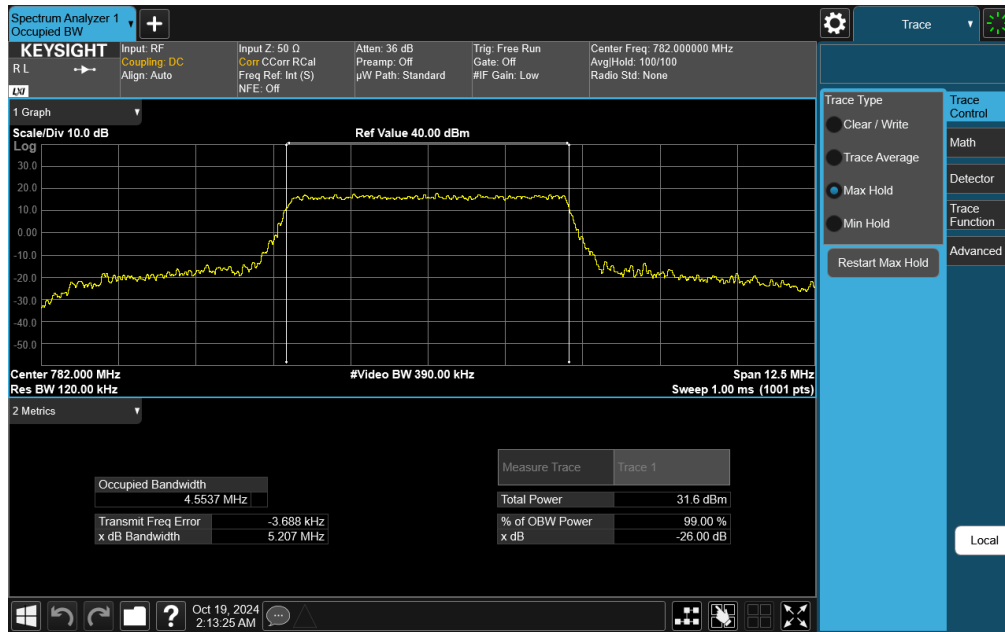 Spectrum Analyzer 1
Occupied BW
Trace
KEYSIGHT
R L
LXI
Input: RF
Coupling: DC
Align: Auto
Input Z: 50 Ω
Corr CCorr RCal
Freq Ref: Int (S)
NFE: Off
Atten: 36 dB
Preamp: Off
µW Path: Standard
Trig: Free Run
Gate: Off
#IF Gain: Low
Center Freq: 782.000000 MHz
Avg|Hold: 100/100
Radio Std: None
1 Graph
Scale/Div 10.0 dB
Ref Value 40.00 dBm
Log
30.0
20.0
10.0
0.00
-10.0
-20.0
-30.0
-40.0
-50.0
Center 782.000 MHz
#Video BW 390.00 kHz
Span 12.5 MHz
Res BW 120.00 kHz
Sweep 1.00 ms (1001 pts)
2 Metrics
Measure Trace
Trace 1
Occupied Bandwidth
4.5537 MHz
Total Power
31.6 dBm
Transmit Freq Error
-3.688 kHz
% of OBW Power
99.00 %
x dB Bandwidth
5.207 MHz
x dB
-26.00 dB
Trace Type
Clear / Write
Trace Average
Max Hold
Min Hold
Restart Max Hold
Trace
Control
Math
Detector
Trace
Function
Advanced
Local
?
Oct 19, 2024
2:13:25 AM